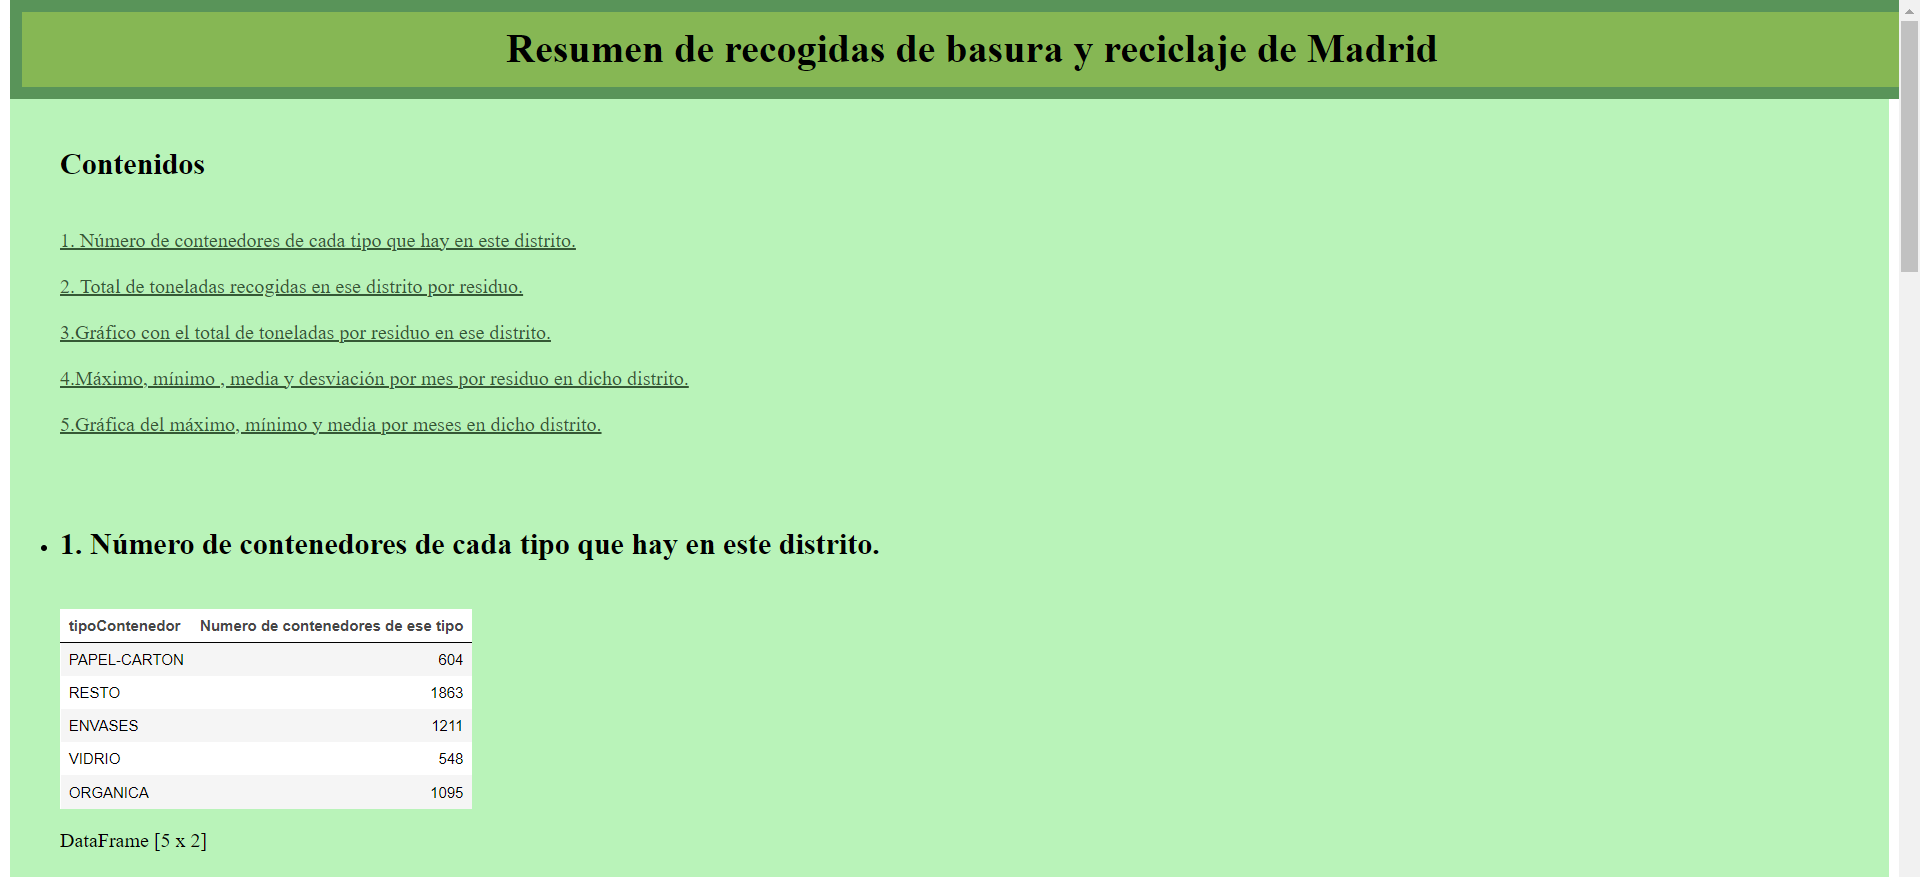 Resumen de recogidas de basura y reciclaje de Madrid
Contenidos
1. Número de contenedores de cada tipo que hay en este distrito.
2. Total de toneladas recogidas en ese distrito por residuo.
3.Gráfico con el total de toneladas por residuo en ese distrito.
4.Máximo, mínimo , media y desviación por mes por residuo en dicho distrito.
5.Gráfica del máximo, mínimo y media por meses en dicho distrito.
• 1. Número de contenedores de cada tipo que hay en este distrito.
tipoContenedor Numero de contenedores de ese tipo
PAPEL-CARTON 604
RESTO 1863
ENVASES 1211
VIDRIO 548
ORGANICA 1095
DataFrame [5 x 2]